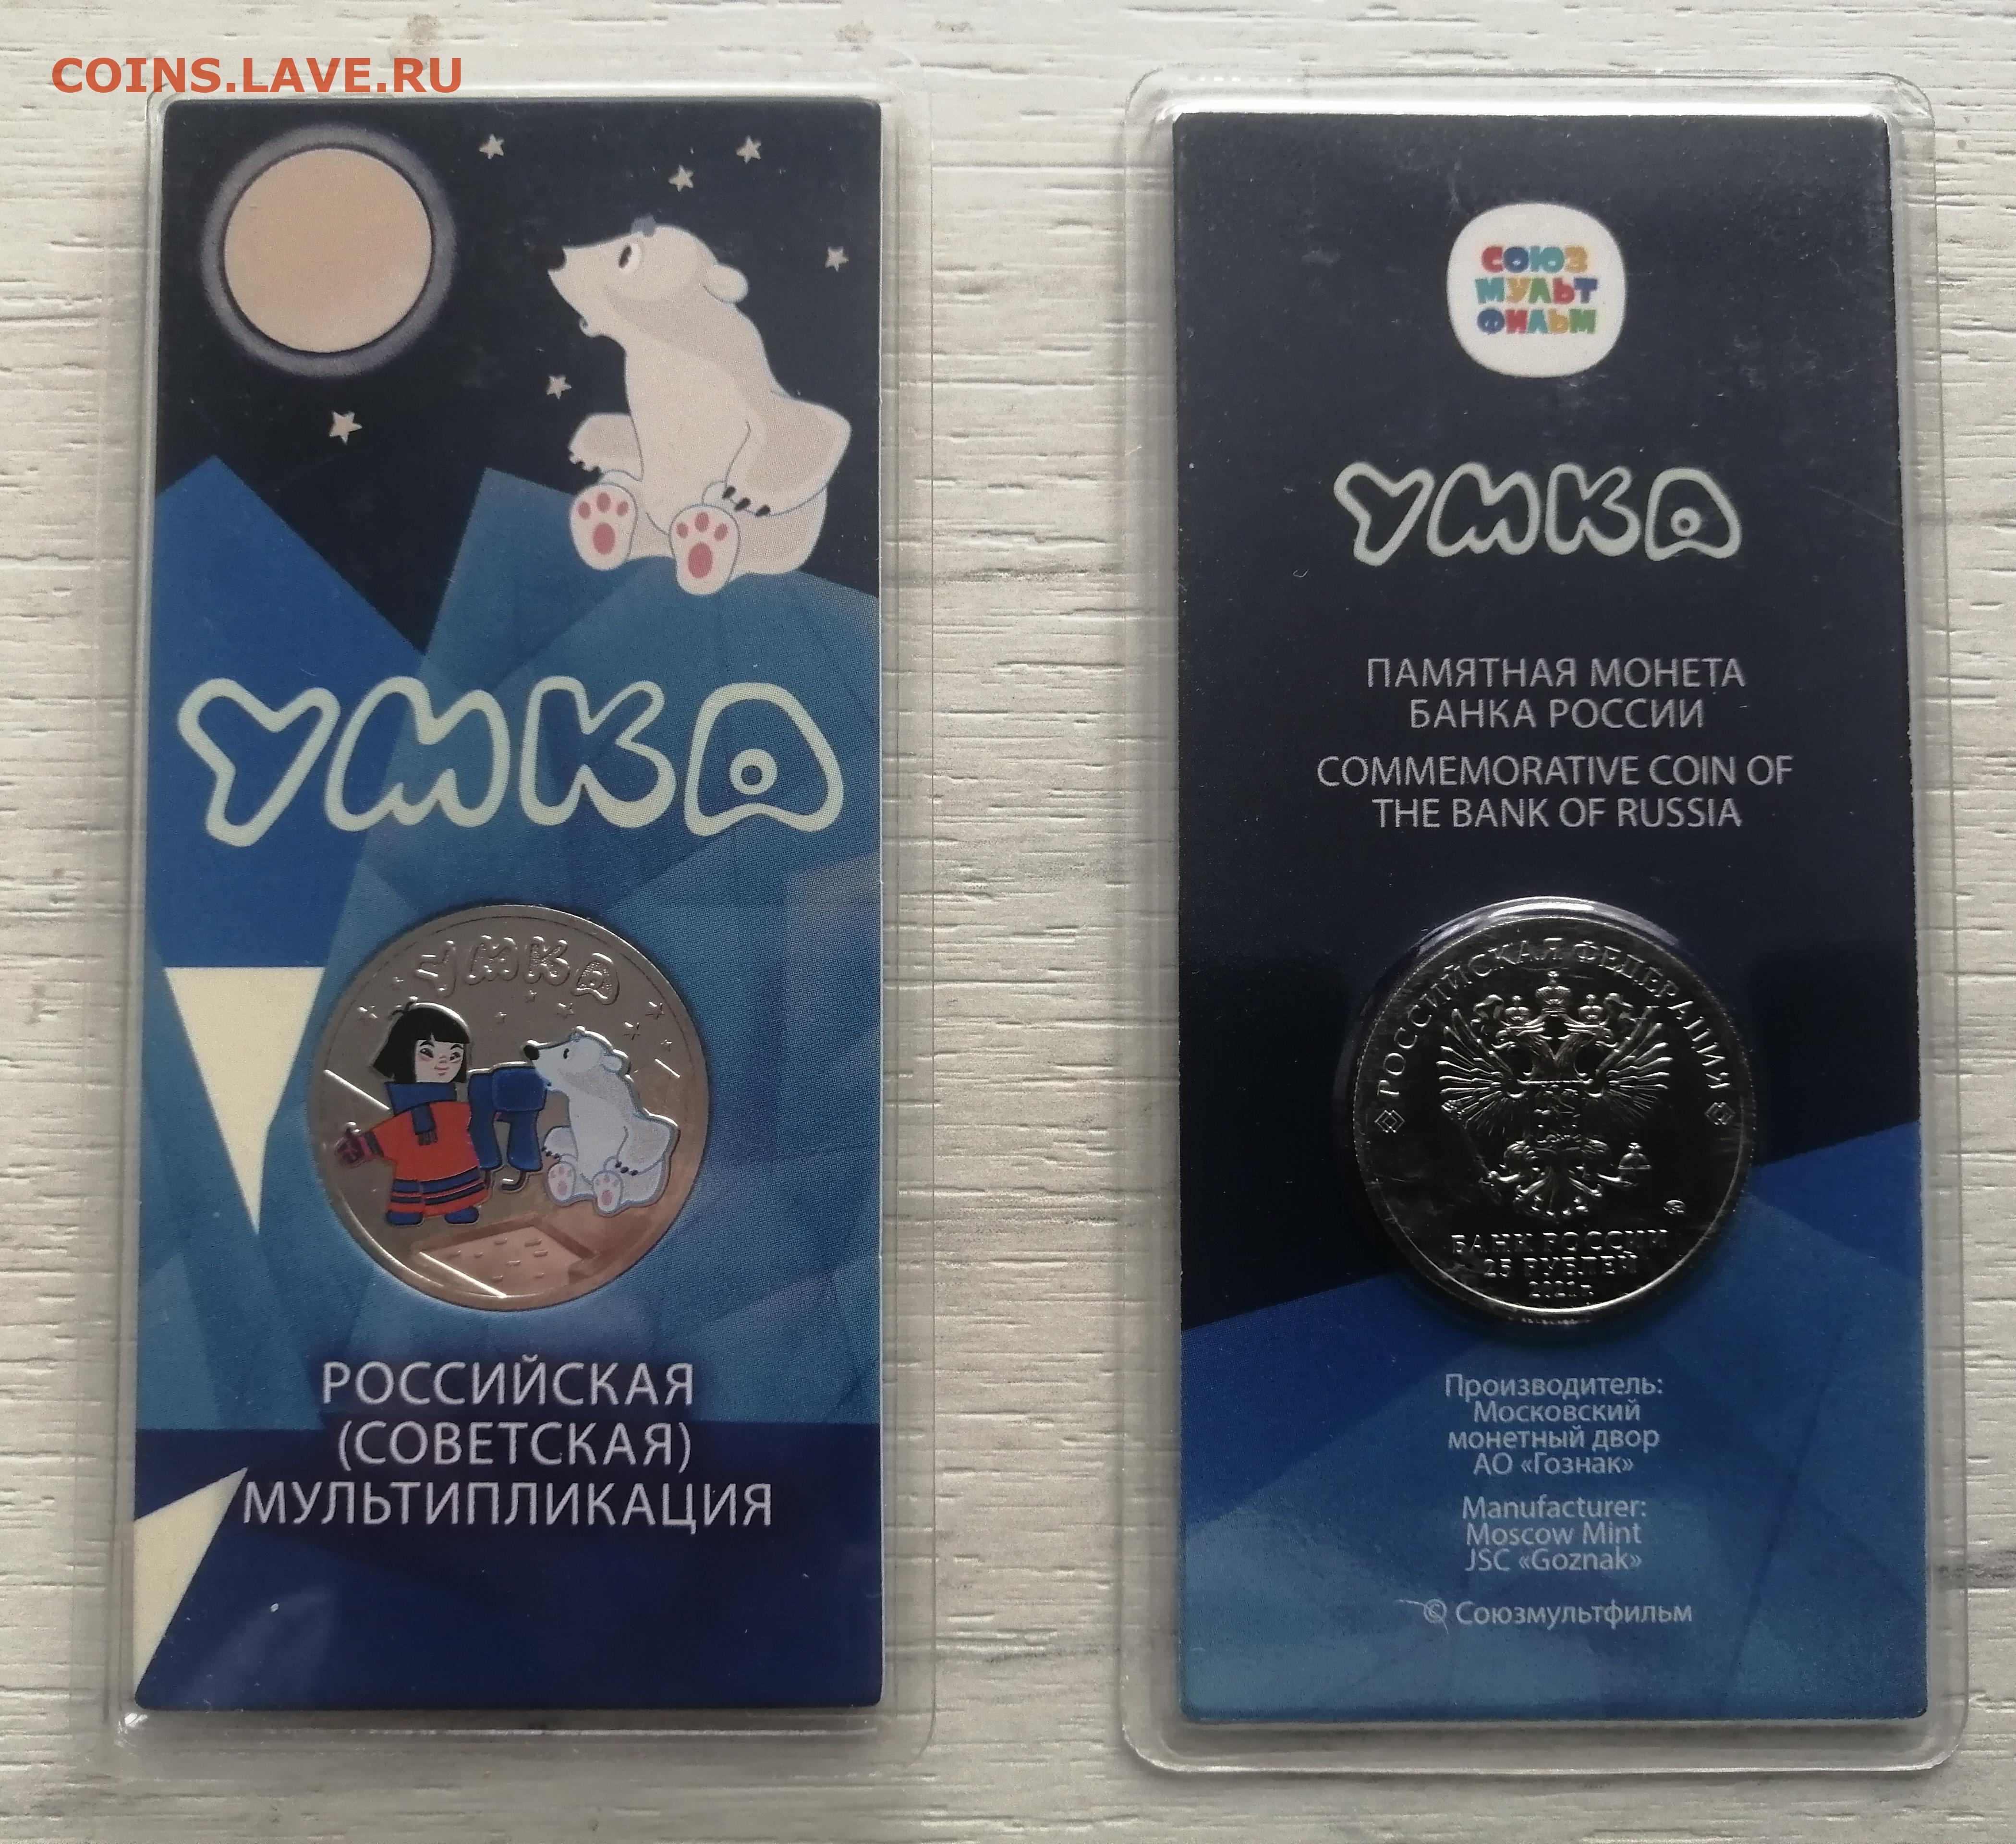 COINS.LAVE.RU
УМКА
УМКА
РОССИЙСКАЯ
(СОВЕТСКАЯ)
МУЛЬТИПЛИКАЦИЯ
СОЮЗ
МУЛЬТ
ФИЛЬМ
УМКА
ПАМЯТНАЯ МОНЕТА
БАНКА РОССИИ
COMMEMORATIVE COIN OF
THE BANK OF RUSSIA
РОССИЙСКАЯ ФЕДЕРАЦИЯ
БАНК РОССИИ
25 РУБЛЕЙ
2021 г.
Производитель:
Московский
монетный двор
АО «Гознак»
Manufacturer:
Moscow Mint
JSC «Goznak»
© Союзмультфильм